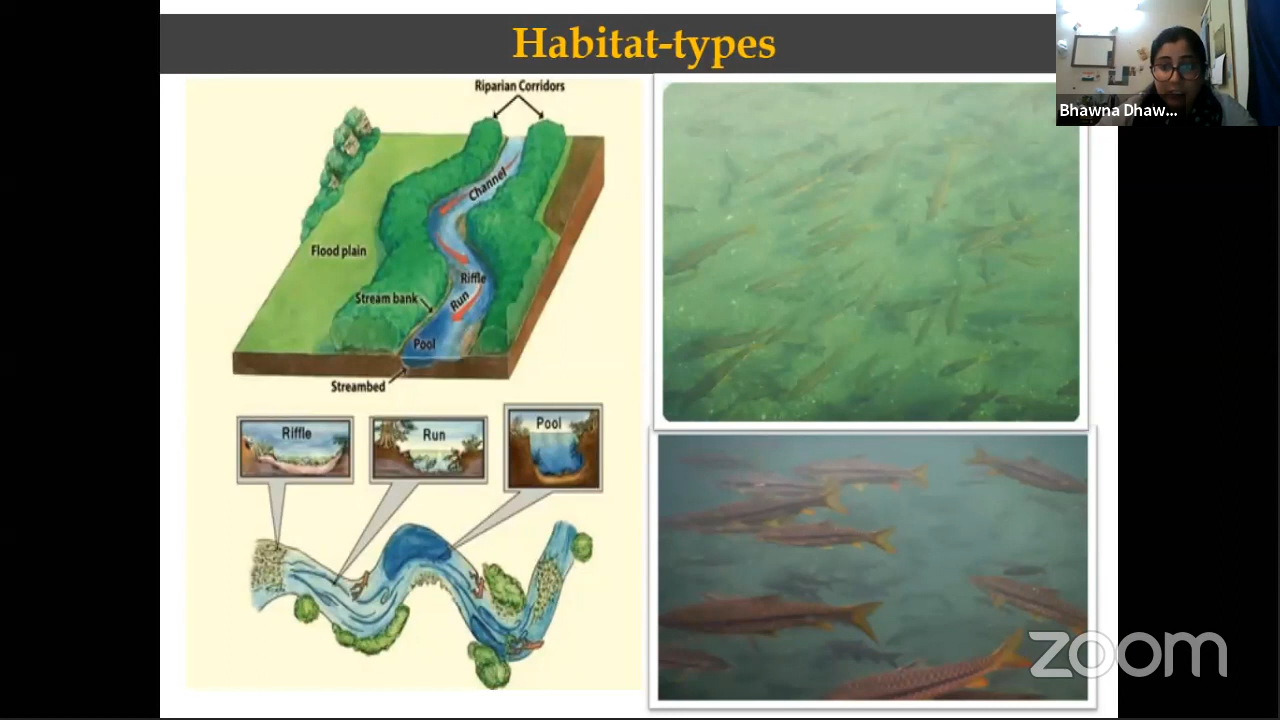 Habitat-types
Bhawna Dhaw...
Riparian Corridors
Channel
Flood plain
Riffle
Stream bank
Run
Pool
Streambed
Riffle
Run
Pool
zoom